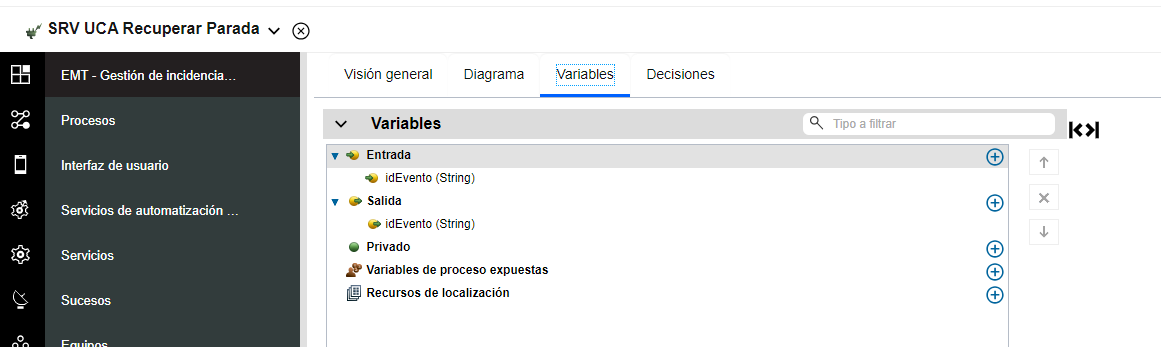 SRV UCA Recuperar Parada
EMT - Gestión de incidencia...
Procesos
Interfaz de usuario
Servicios de automatización ...
Servicios
Sucesos
Equipos
Visión general
Diagrama
Variables
Decisiones
Variables
Tipo a filtrar
Entrada
idEvento (String)
Salida
idEvento (String)
Privado
Variables de proceso expuestas
Recursos de localización